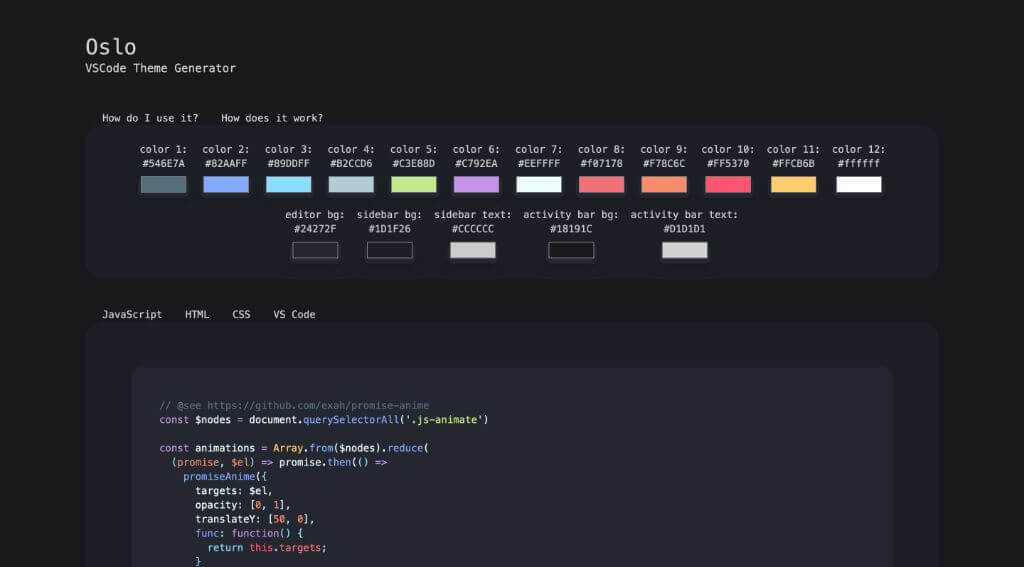 Oslo
VSCode Theme Generator
How do I use it? How does it work?
color 1: color 2: color 3: color 4: color 5: color 6: color 7: color 8: color 9: color 10: color 11: color 12:
#546E7A #82AAFF #89DDFF #B2CCD6 #C3E88D #C792EA #EEFFFF #f07178 #F78C6C #FF5370 #FFCB6B #ffffff
editor bg: sidebar bg: sidebar text: activity bar bg: activity bar text:
#24272F #1D1F26 #CCCCCC #18191C #D1D1D1
JavaScript HTML CSS VS Code
// @see https://github.com/exah/promise-anime
const $nodes = document.querySelectorAll('.js-animate')
const animations = Array.from($nodes).reduce(
(promise, $el) => promise.then(() =>
promiseAnime({
targets: $el,
opacity: [0, 1],
translateY: [50, 0],
func: function() {
return this.targets;
}